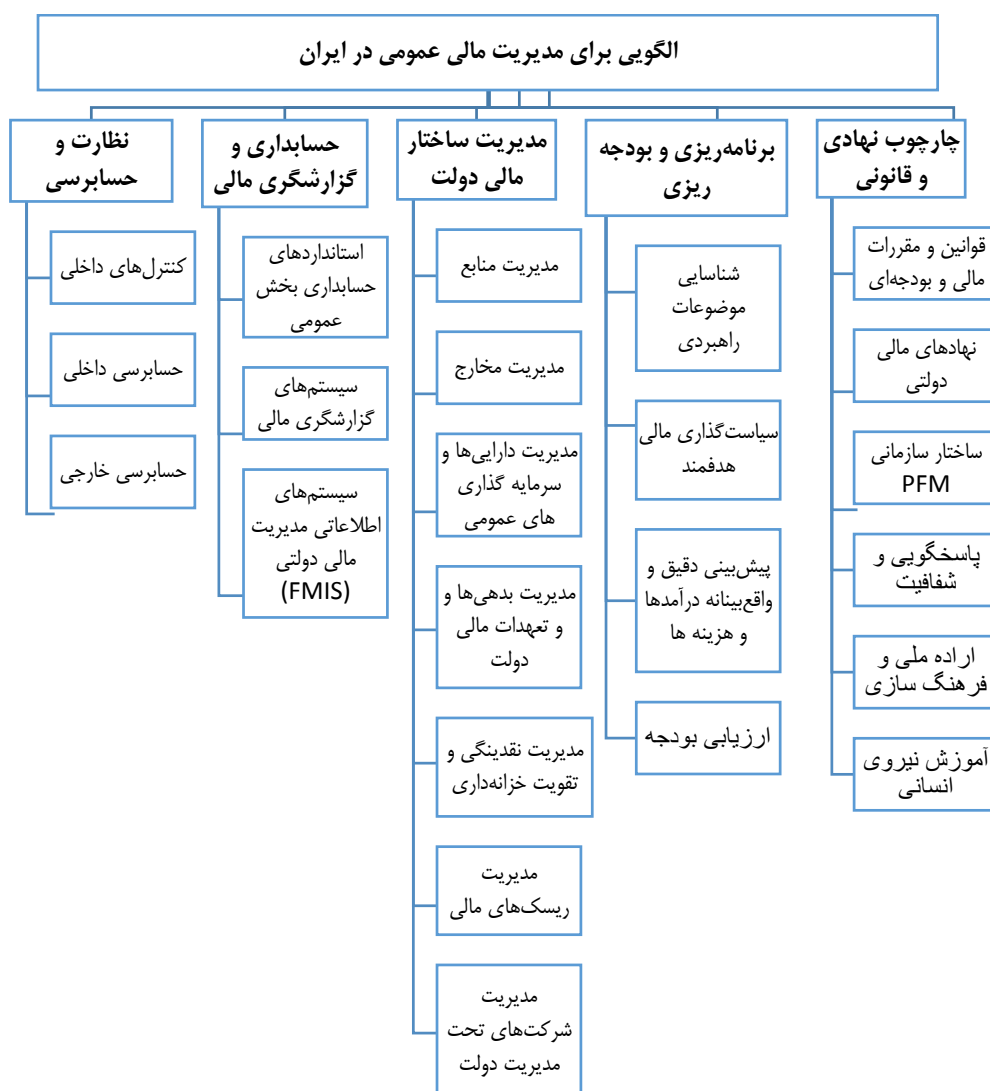 الگویی برای مدیریت مالی عمومی در ایران
چارچوب نهادی
و قانونی
قوانین و مقررات
مالی و بودجه‌ای
نهادهای مالی
دولتی
ساختار سازمانی
PFM
پاسخگویی و
شفافیت
اراده ملی و
فرهنگ سازی
آموزش نیروی
انسانی
برنامه‌ریزی و بودجه
ریزی
شناسایی
موضوعات
راهبردی
سیاست‌گذاری مالی
هدفمند
پیش‌بینی دقیق و
واقع‌بینانه درآمدها
و هزینه ها
ارزیابی بودجه
مدیریت ساختار
مالی دولت
مدیریت منابع
مدیریت مخارج
مدیریت دارایی‌ها و
سرمایه گذاری
های عمومی
مدیریت بدهی‌ها و
و تعهدات مالی
دولت
مدیریت نقدینگی و
تقویت خزانه‌داری
مدیریت
ریسک‌های مالی
مدیریت
شرکت‌های تحت
مدیریت دولت
حسابداری و
گزارشگری مالی
استانداردهای
حسابداری بخش
عمومی
سیستم‌های
گزارشگری مالی
سیستم‌های
اطلاعاتی مدیریت
مالی دولتی
(FMIS)
نظارت و
حسابرسی
کنترل‌های داخلی
حسابرسی داخلی
حسابرسی خارجی